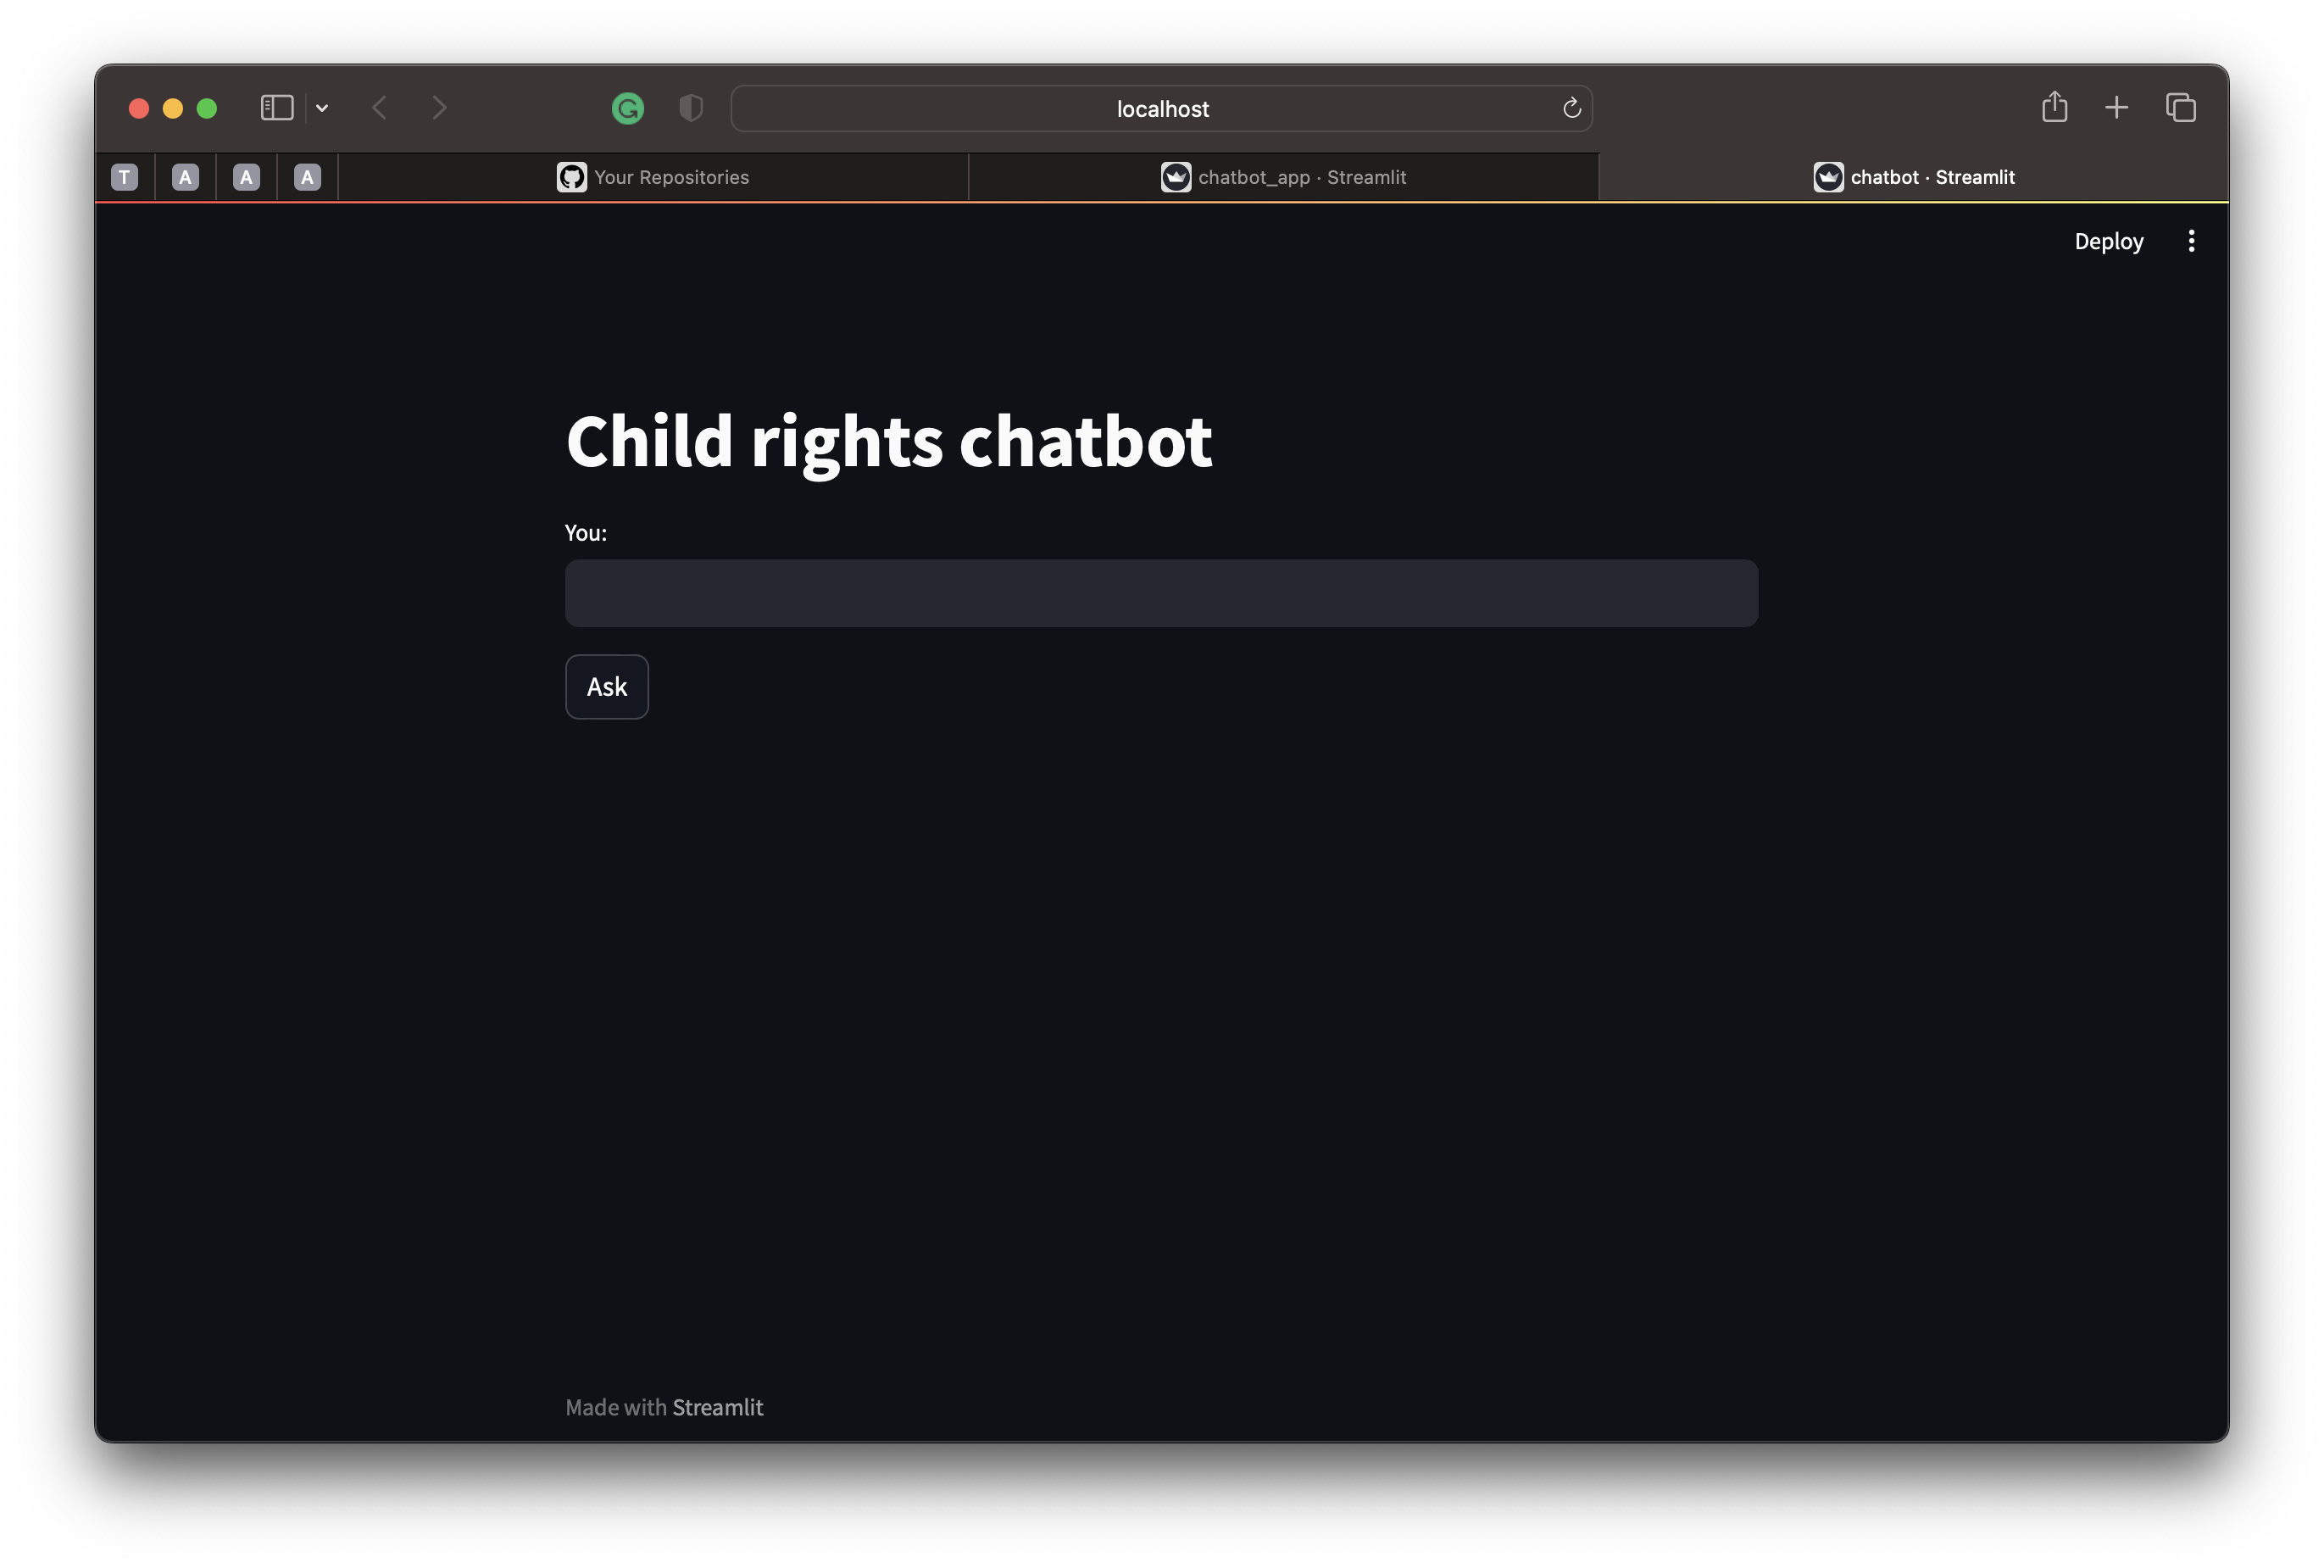 localhost
T
A
A
A
Your Repositories
chatbot_app · Streamlit
chatbot · Streamlit
Deploy
Child rights chatbot
You:
Ask
Made with Streamlit